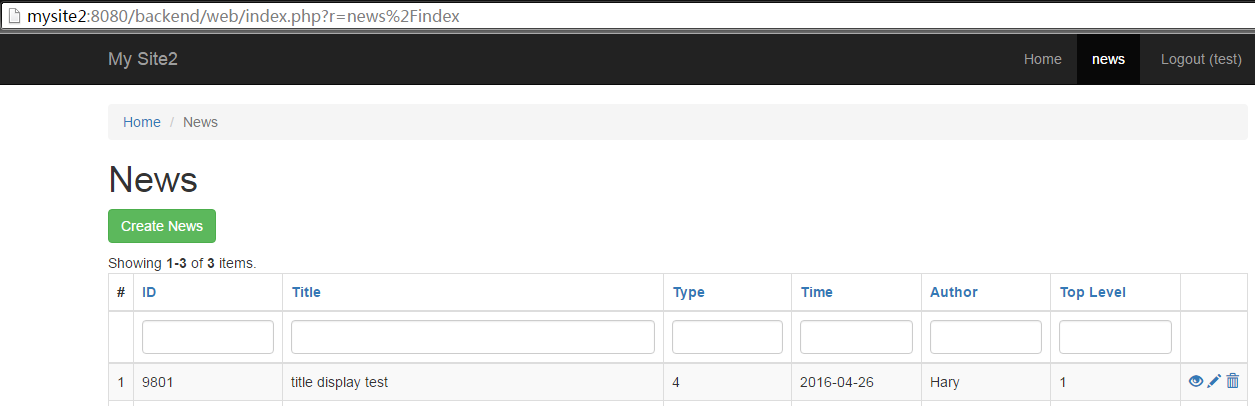 mysite2:8080/backend/web/index.php?r=news%2Findex
My Site2 Home news Logout (test)
Home / News
News
Create News
Showing 1-3 of 3 items.
# ID Title Type Time Author Top Level
1 9801 title display test 4 2016-04-26 Hary 1